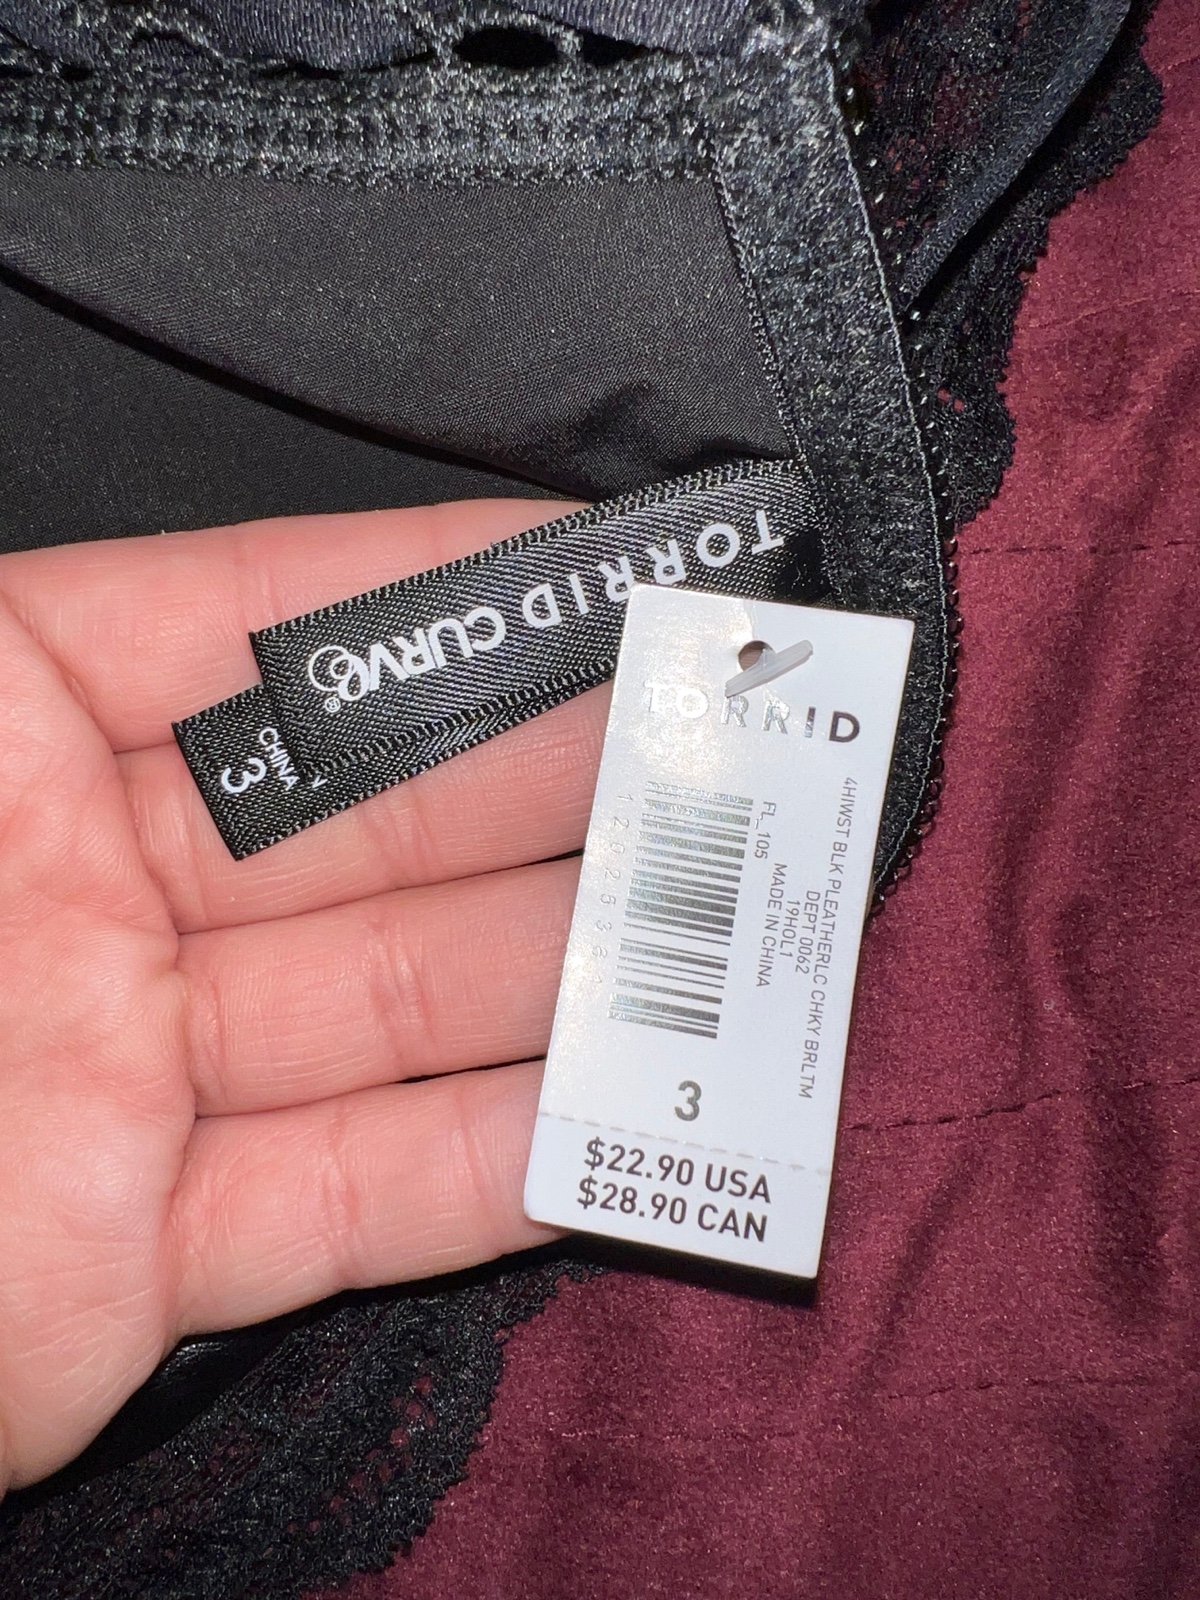 TORRID CURVE®
CHINA
3
TORRID
4HIWST BLK PLEATHERLC CHKY BRLTM
DEPT 0062
19HOL1
MADE IN CHINA
FL_105
12025361
3
$22.90 USA
$28.90 CAN